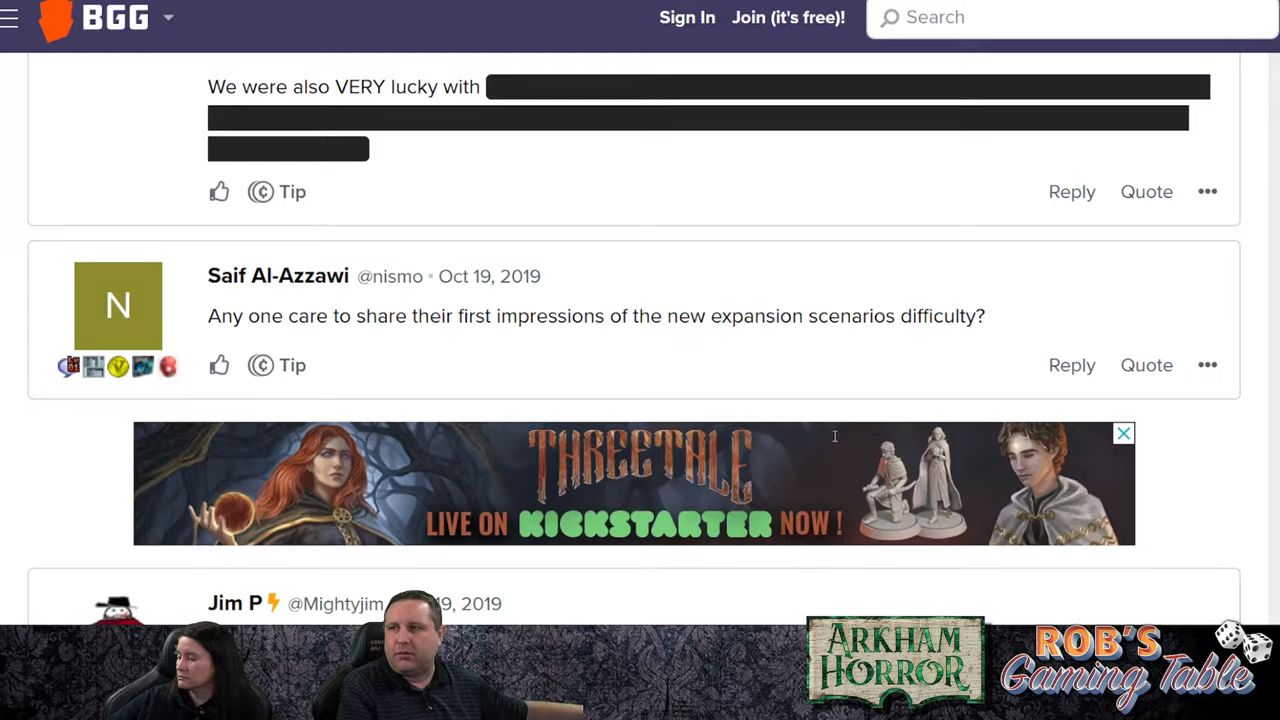 BGG
Sign In
Join (it's free)!
Search
We were also VERY lucky with
Tip
Reply
Quote
N
Saif Al-Azzawi @nismo • Oct 19, 2019
Any one care to share their first impressions of the new expansion scenarios difficulty?
Tip
Reply
Quote
THREETALE
LIVE ON KICKSTARTER NOW !
Jim P @Mightyjim
19, 2019
ARKHAM
HORROR
ROB'S
Gaming Table